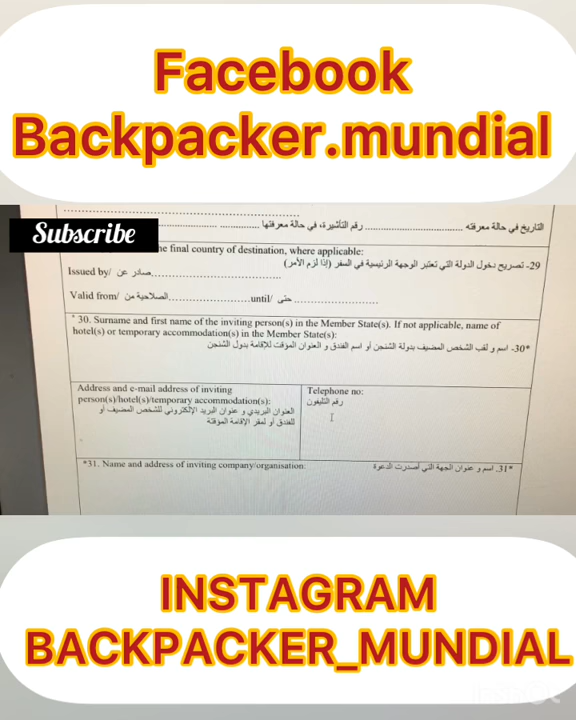 Facebook
Backpacker.mundial
التاريخ في حالة معرفته ................................ رقم التأشيرة، في حالة معرفتها .............
Subscribe
he final country of destination, where applicable:
29- تصريح دخول الدولة التي تعتبر الوجهة الرئيسية في السفر (إذا لزم الأمر)
Issued by/ صادر عن................................
Valid from/ الصلاحية من ........................until/ حتى ........................
* 30. Surname and first name of the inviting person(s) in the Member State(s). If not applicable, name of
hotel(s) or temporary accommodation(s) in the Member State(s):
*30- اسم و لقب الشخص المضيف بدولة الشنجن أو اسم الفندق و العنوان المؤقت للإقامة بدول الشنجن
Address and e-mail address of inviting
person(s)/hotel(s)/temporary accommodation(s):
العنوان البريدي و عنوان البريد الإلكتروني للشخص المضيف أو
للفندق أو لمقر الإقامة المؤقتة
Telephone no:
رقم التليفون
*31. Name and address of inviting company/organisation:
*31. اسم و عنوان الجهة التي أصدرت الدعوة
INSTAGRAM
BACKPACKER_MUNDIAL